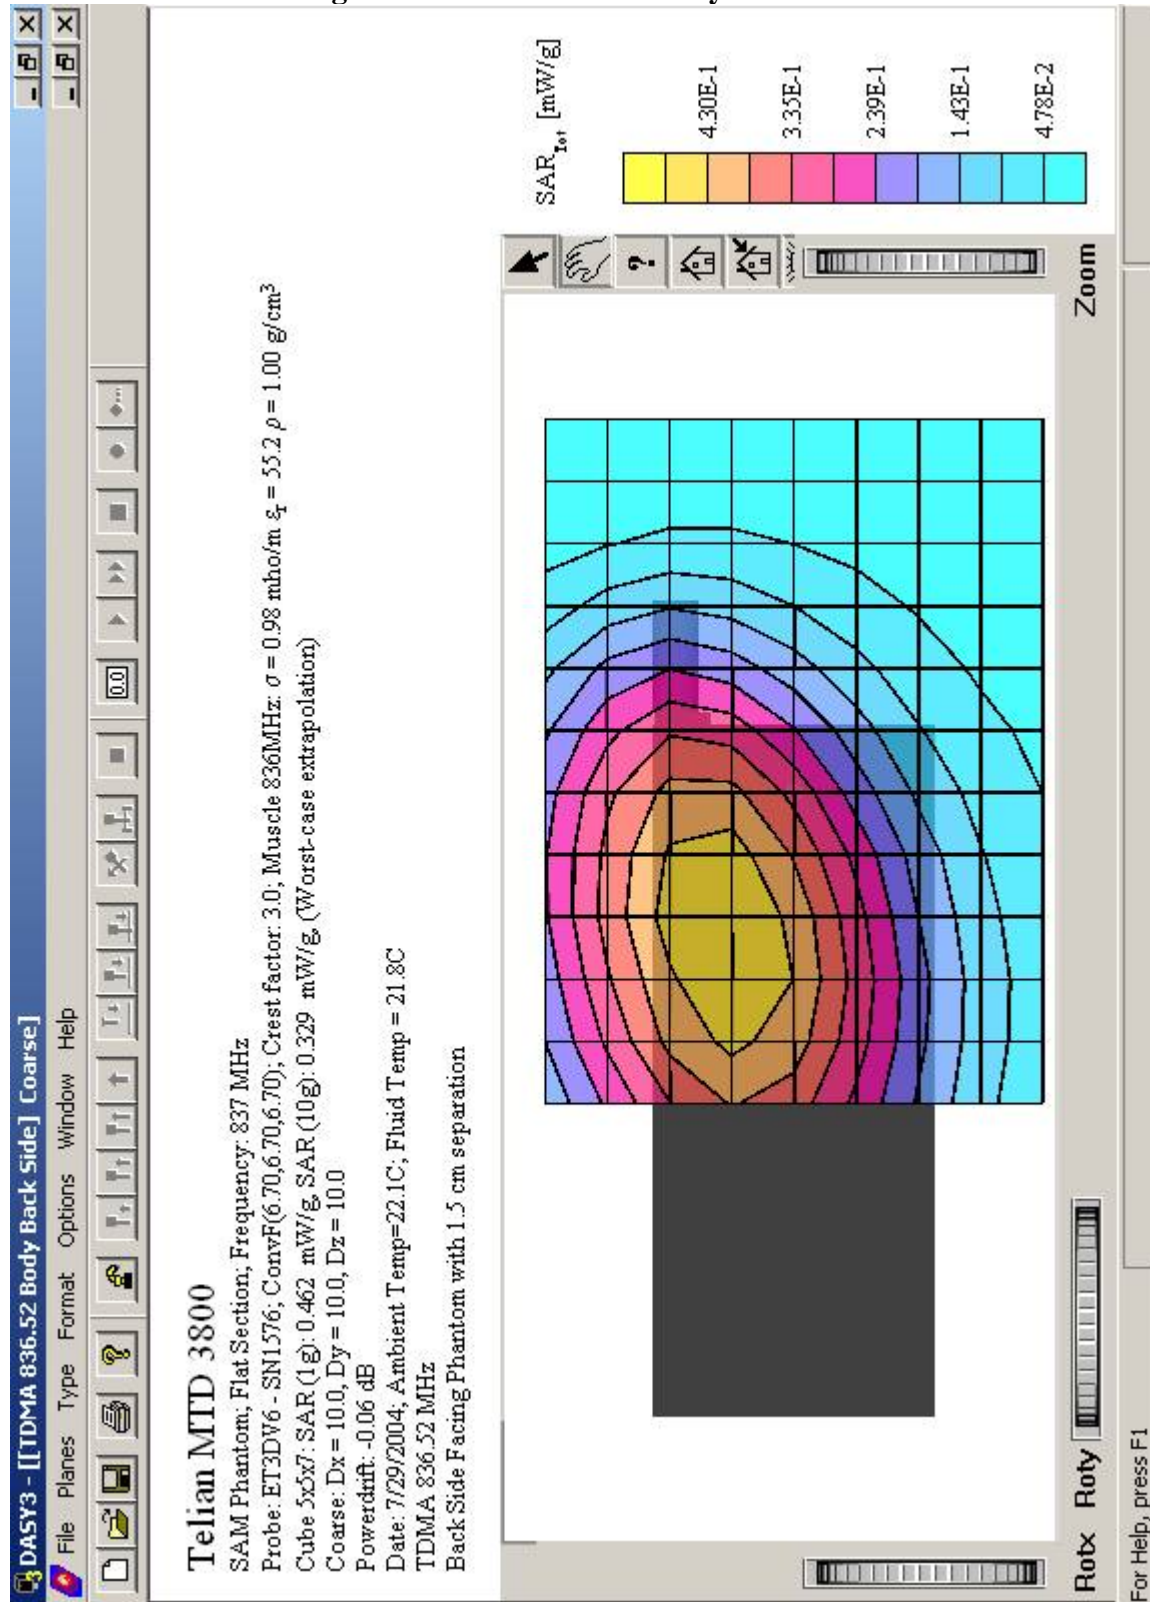 DASY3 - [[TDMA 836.52 Body Back Side] Coarse]
File Planes Type Format Options Window Help
0.0
Telian MTD 3800
SAM Phantom; Flat Section; Frequency: 837 MHz
Probe: ET3DV6 - SN1576; ConvF(6.70,6.70,6.70); Crest factor: 3.0; Muscle 836MHz: σ = 0.98 mho/m εr = 55.2 ρ = 1.00 g/cm³
Cube 5x5x7: SAR (1g): 0.462 mW/g, SAR (10g): 0.329 mW/g, (Worst-case extrapolation)
Coarse: Dx = 10.0, Dy = 10.0, Dz = 10.0
Powerdrift: -0.06 dB
Date: 7/29/2004; Ambient Temp=22.1C; Fluid Temp = 21.8C
TDMA 836.52 MHz
Back Side Facing Phantom with 1.5 cm separation
SAR Tot [mW/g]
4.30E-1
3.35E-1
2.39E-1
1.43E-1
4.78E-2
Rotx Roty Zoom
For Help, press F1